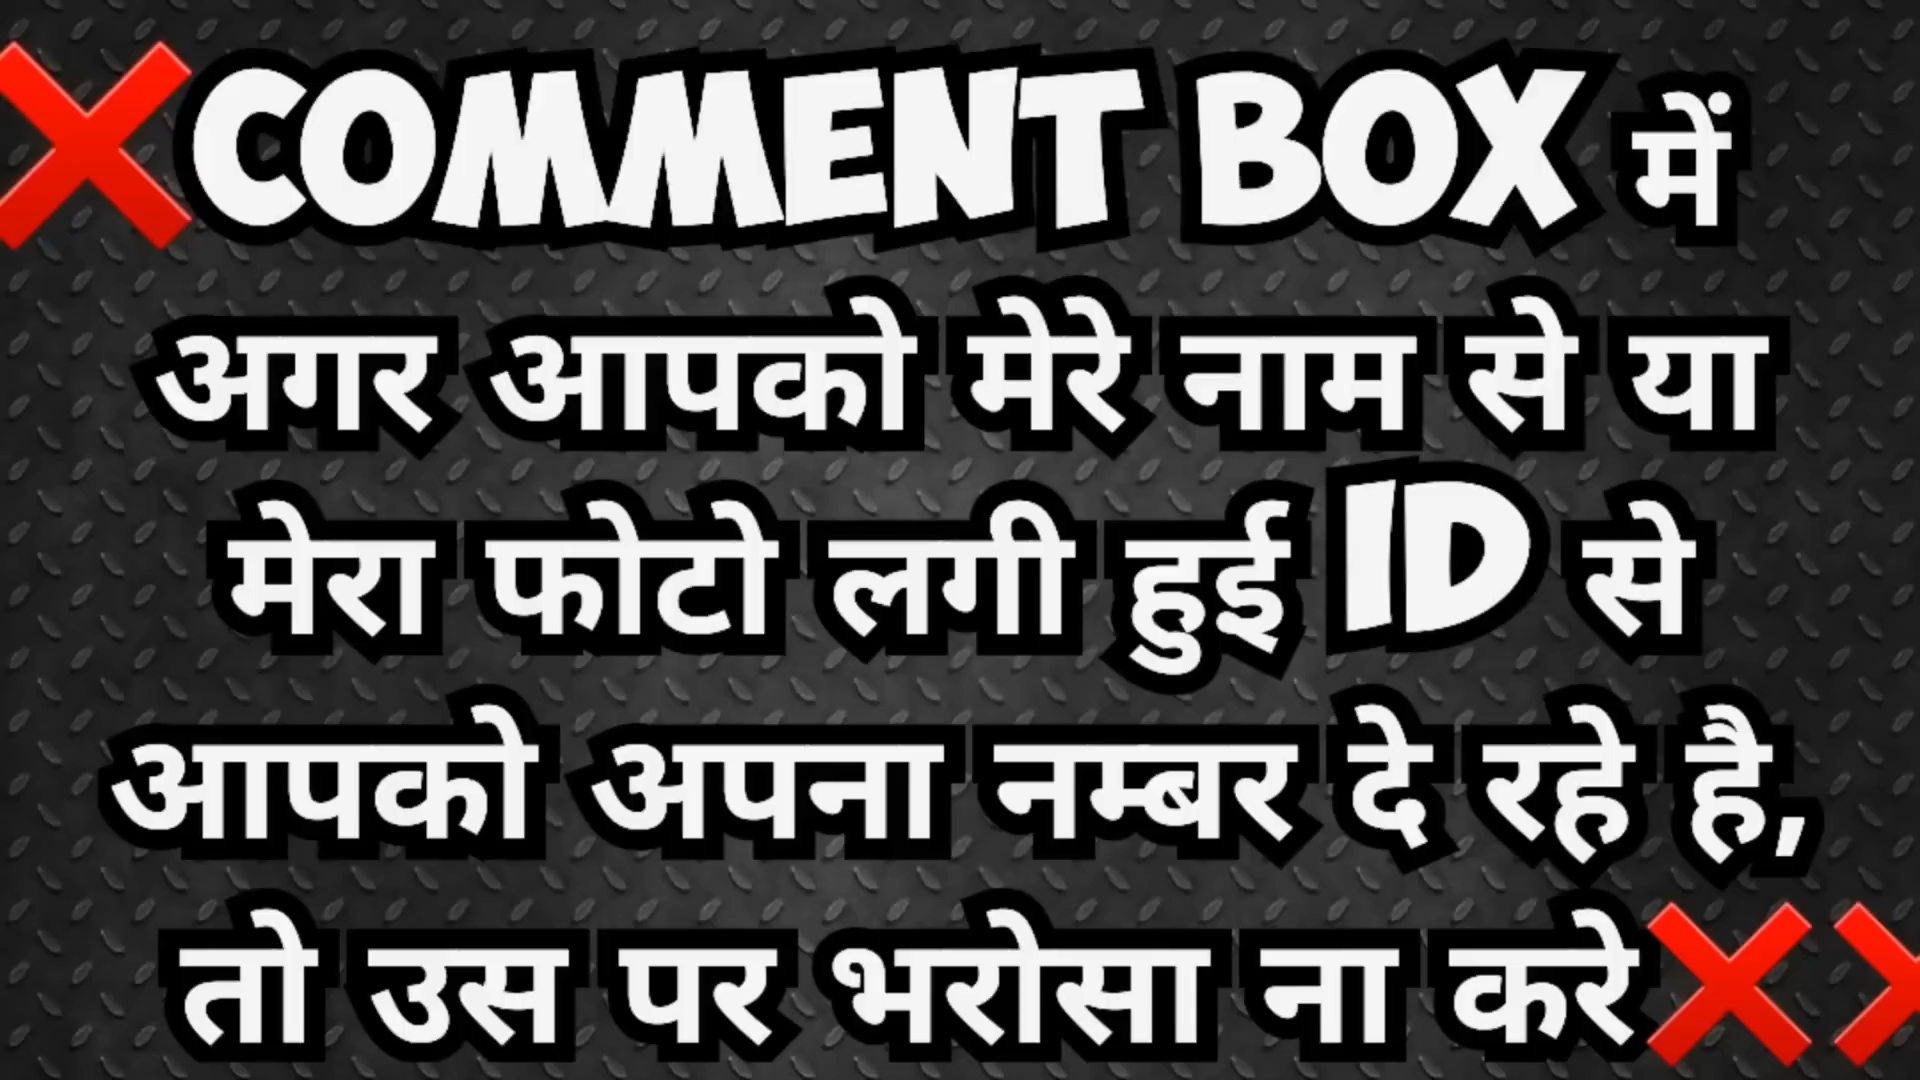 ❌COMMENT BOX में
अगर आपको मेरे नाम से या
मेरा फोटो लगी हुई ID से
आपको अपना नम्बर दे रहे है,
तो उस पर भरोसा ना करे❌❌